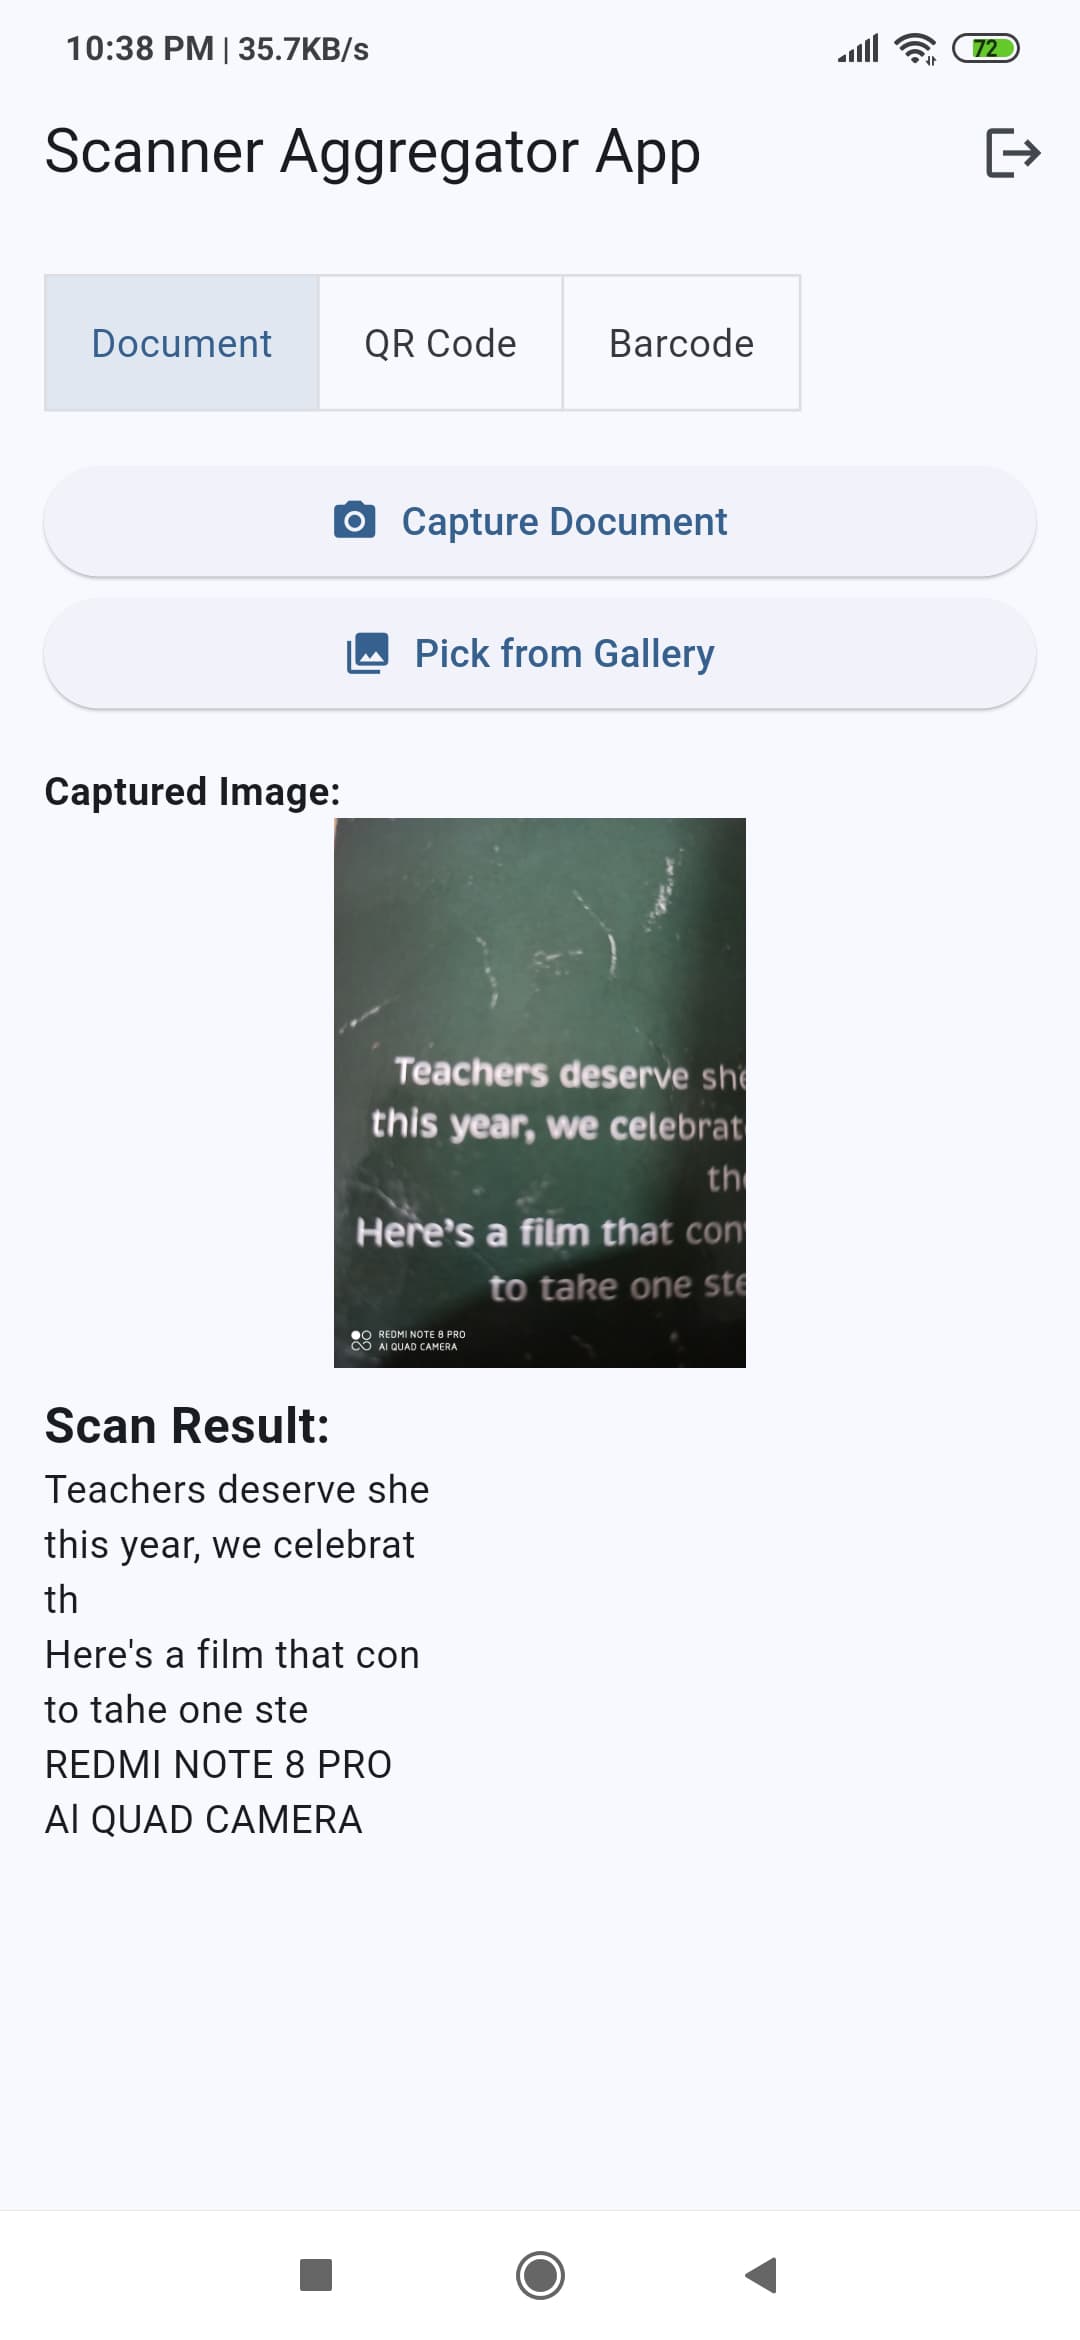 10:38 PM | 35.7KB/s
72
Scanner Aggregator App
Document
QR Code
Barcode
Capture Document
Pick from Gallery
Captured Image:
Teachers deserve she
this year, we celebrat
the
Here's a film that con
to take one ste
REDMI NOTE 8 PRO
AI QUAD CAMERA
Scan Result:
Teachers deserve she
this year, we celebrat
th
Here's a film that con
to tahe one ste
REDMI NOTE 8 PRO
Al QUAD CAMERA